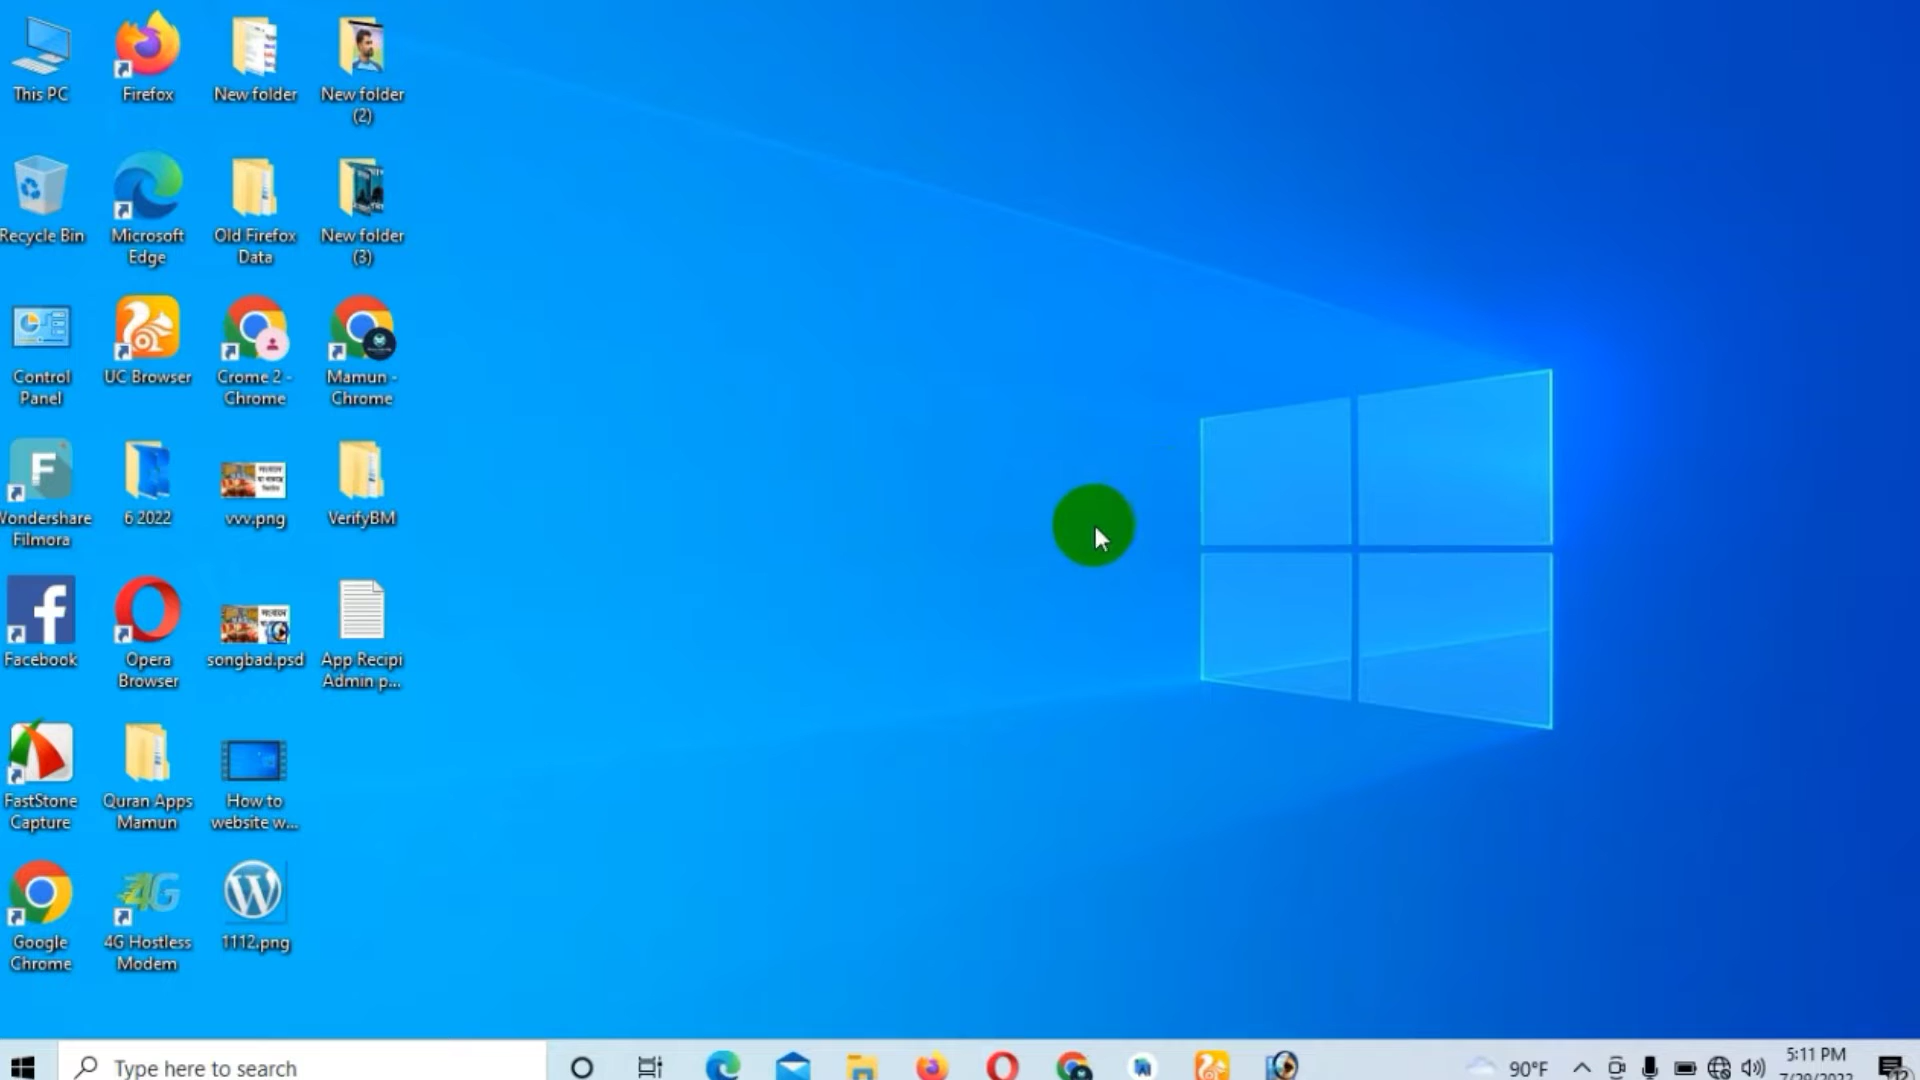 This PC
Firefox
New folder
New folder
(2)
Recycle Bin
Microsoft
Edge
Old Firefox
Data
New folder
(3)
Control
Panel
UC Browser
Crome 2 -
Chrome
Mamun -
Chrome
F
Wondershare
Filmora
6 2022
vvv.png
VerifyBM
f
Facebook
Opera
Browser
songbad.psd
App Recipi
Admin p...
FastStone
Capture
Quran Apps
Mamun
How to
website w...
Google
Chrome
4G
4G Hostless
Modem
W
1112.png
Type here to search
90°F
5:11 PM
12